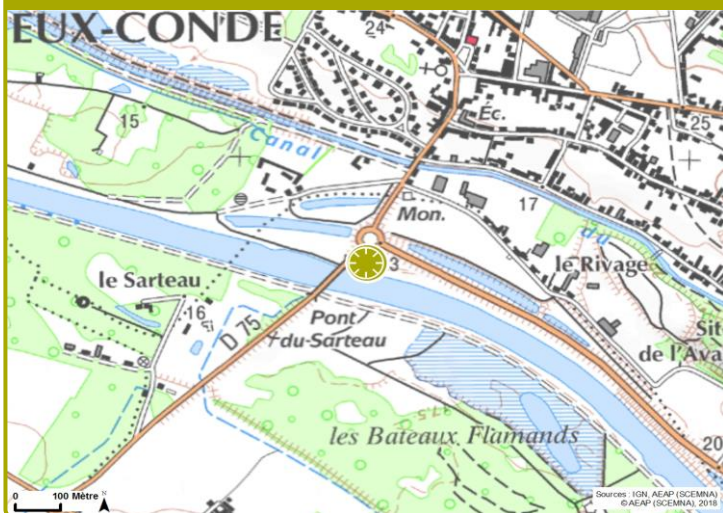 EUX-CONDE
24
Éc.
25
15
Canal
Mon.
17
du
le Rivage
3
le Sarteau
16
D 75
Pont
du-Sarteau
Sit
de l'Ava
les Bateaux Flamands
20
0 100 Mètre
N
Sources : IGN, AEAP (SCEMNA)
© AEAP (SCEMNA), 2018